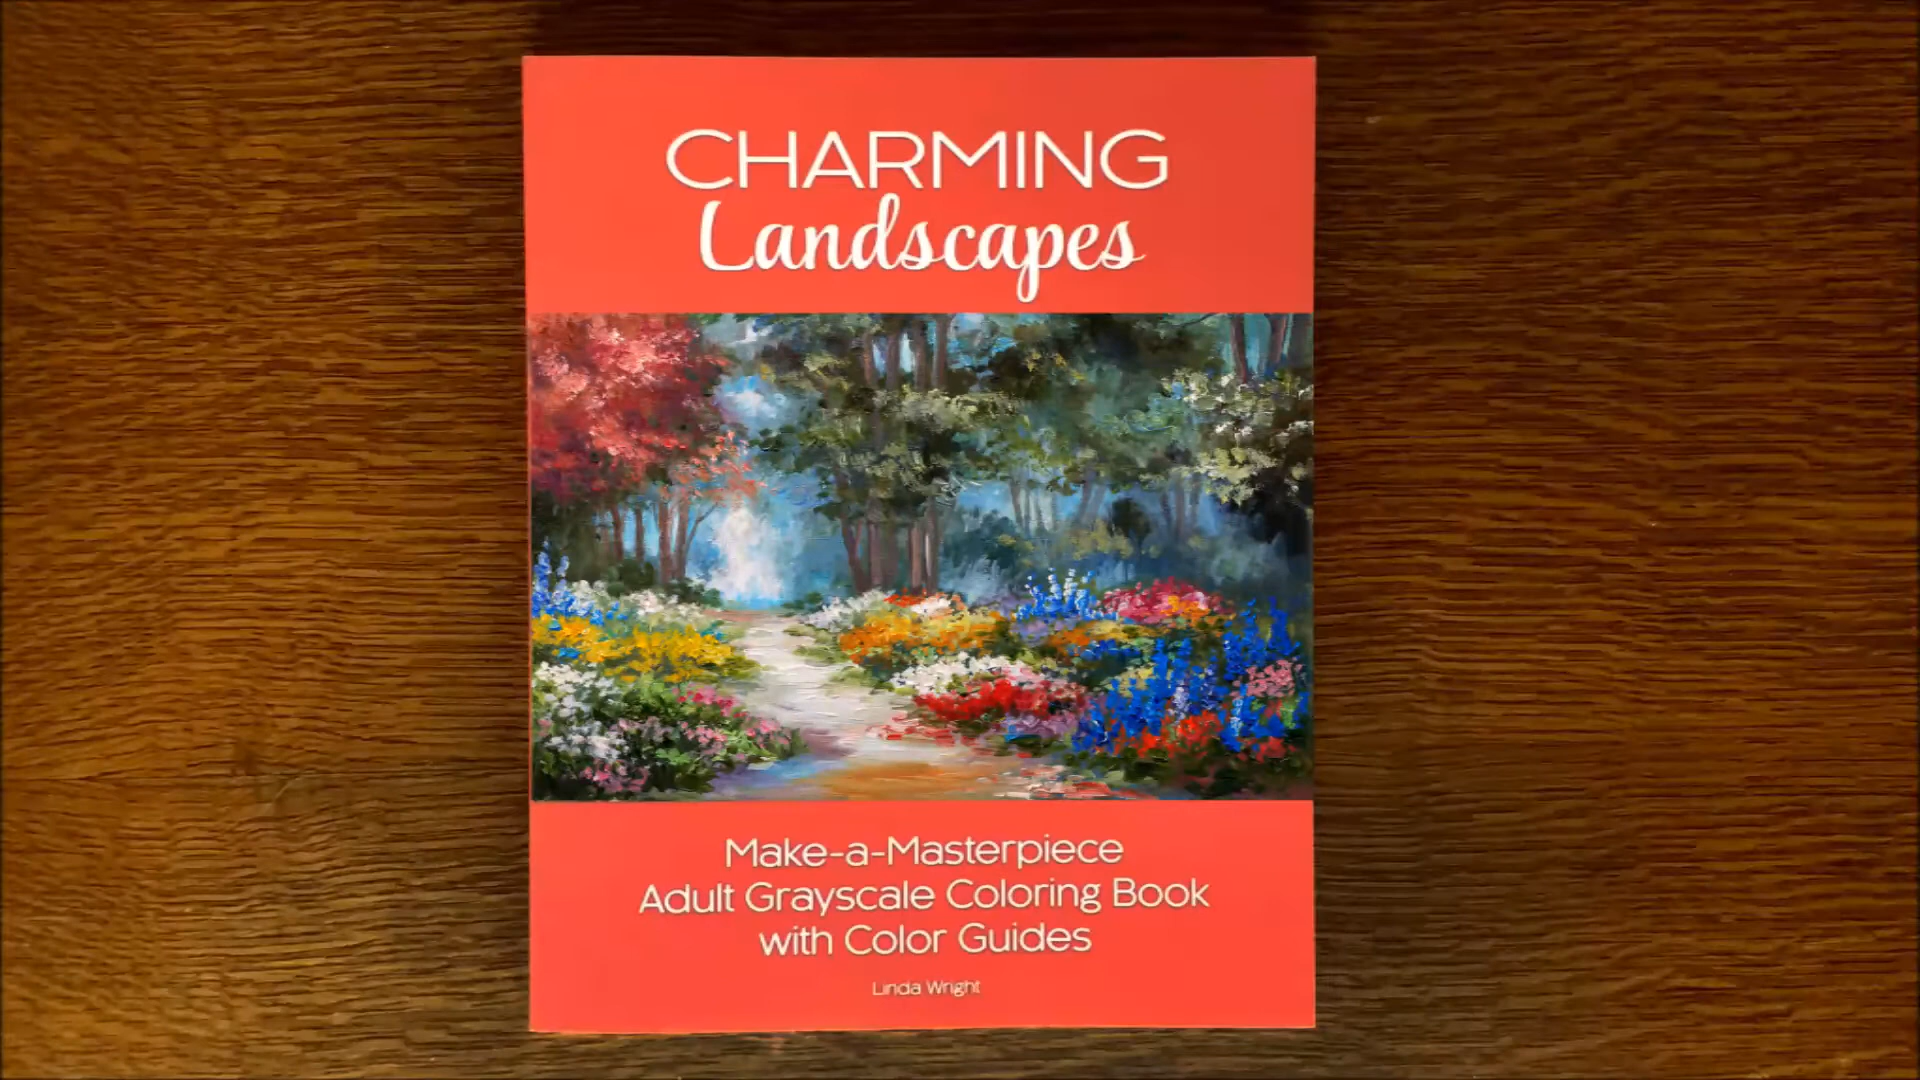 CHARMING
Landscapes
Make-a-Masterpiece
Adult Grayscale Coloring Book
with Color Guides
Linda Wright